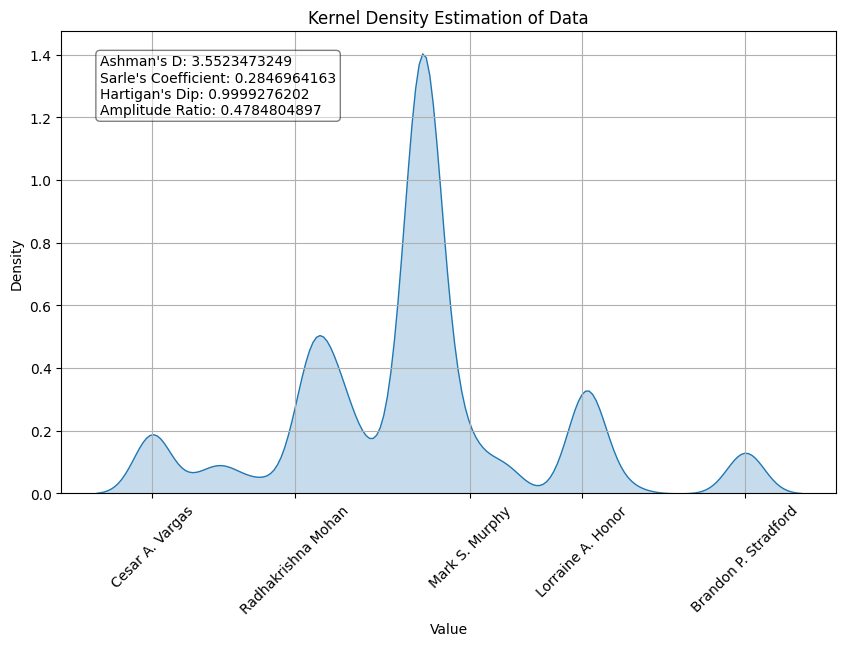 Kernel Density Estimation of Data
Ashman's D: 3.5523473249
Sarle's Coefficient: 0.2846964163
Hartigan's Dip: 0.9999276202
Amplitude Ratio: 0.4784804897
Density
1.4
1.2
1.0
0.8
0.6
0.4
0.2
0.0
Cesar A. Vargas
Radhakrishna Mohan
Mark S. Murphy
Lorraine A. Honor
Brandon P. Stradford
Value